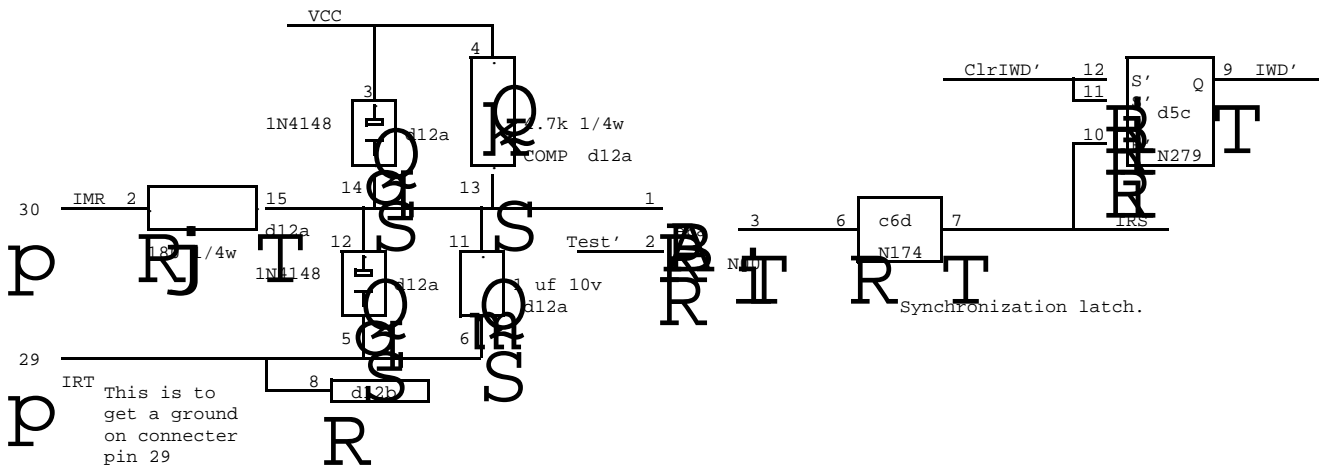 VCC
4
3
1N4148
d12a
4.7k 1/4w
COMP d12a
ClrIWD' 12
11
10
S'
Q
d5c
N279
9 IWD'
T
30
IMR 2
15
d12a
14
13
1
Test' 2
3
6
c6d
N174
7
IRS
Synchronization latch.
p
R
j
T
1/4w
12
1N4148
d12a
11
uf 10v
d12a
Q
S
S
R
R
T
5
6
S
S
29
IRT
p
8
d12b
R
This is to
get a ground
on connecter
pin 29